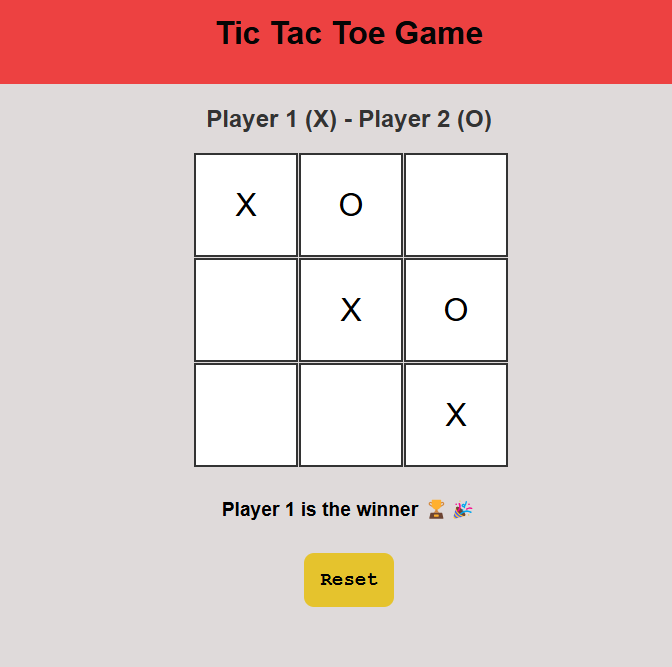 Tic Tac Toe Game
Player 1 (X) - Player 2 (O)
X O
X O
X
Player 1 is the winner 🏆 🎉
Reset